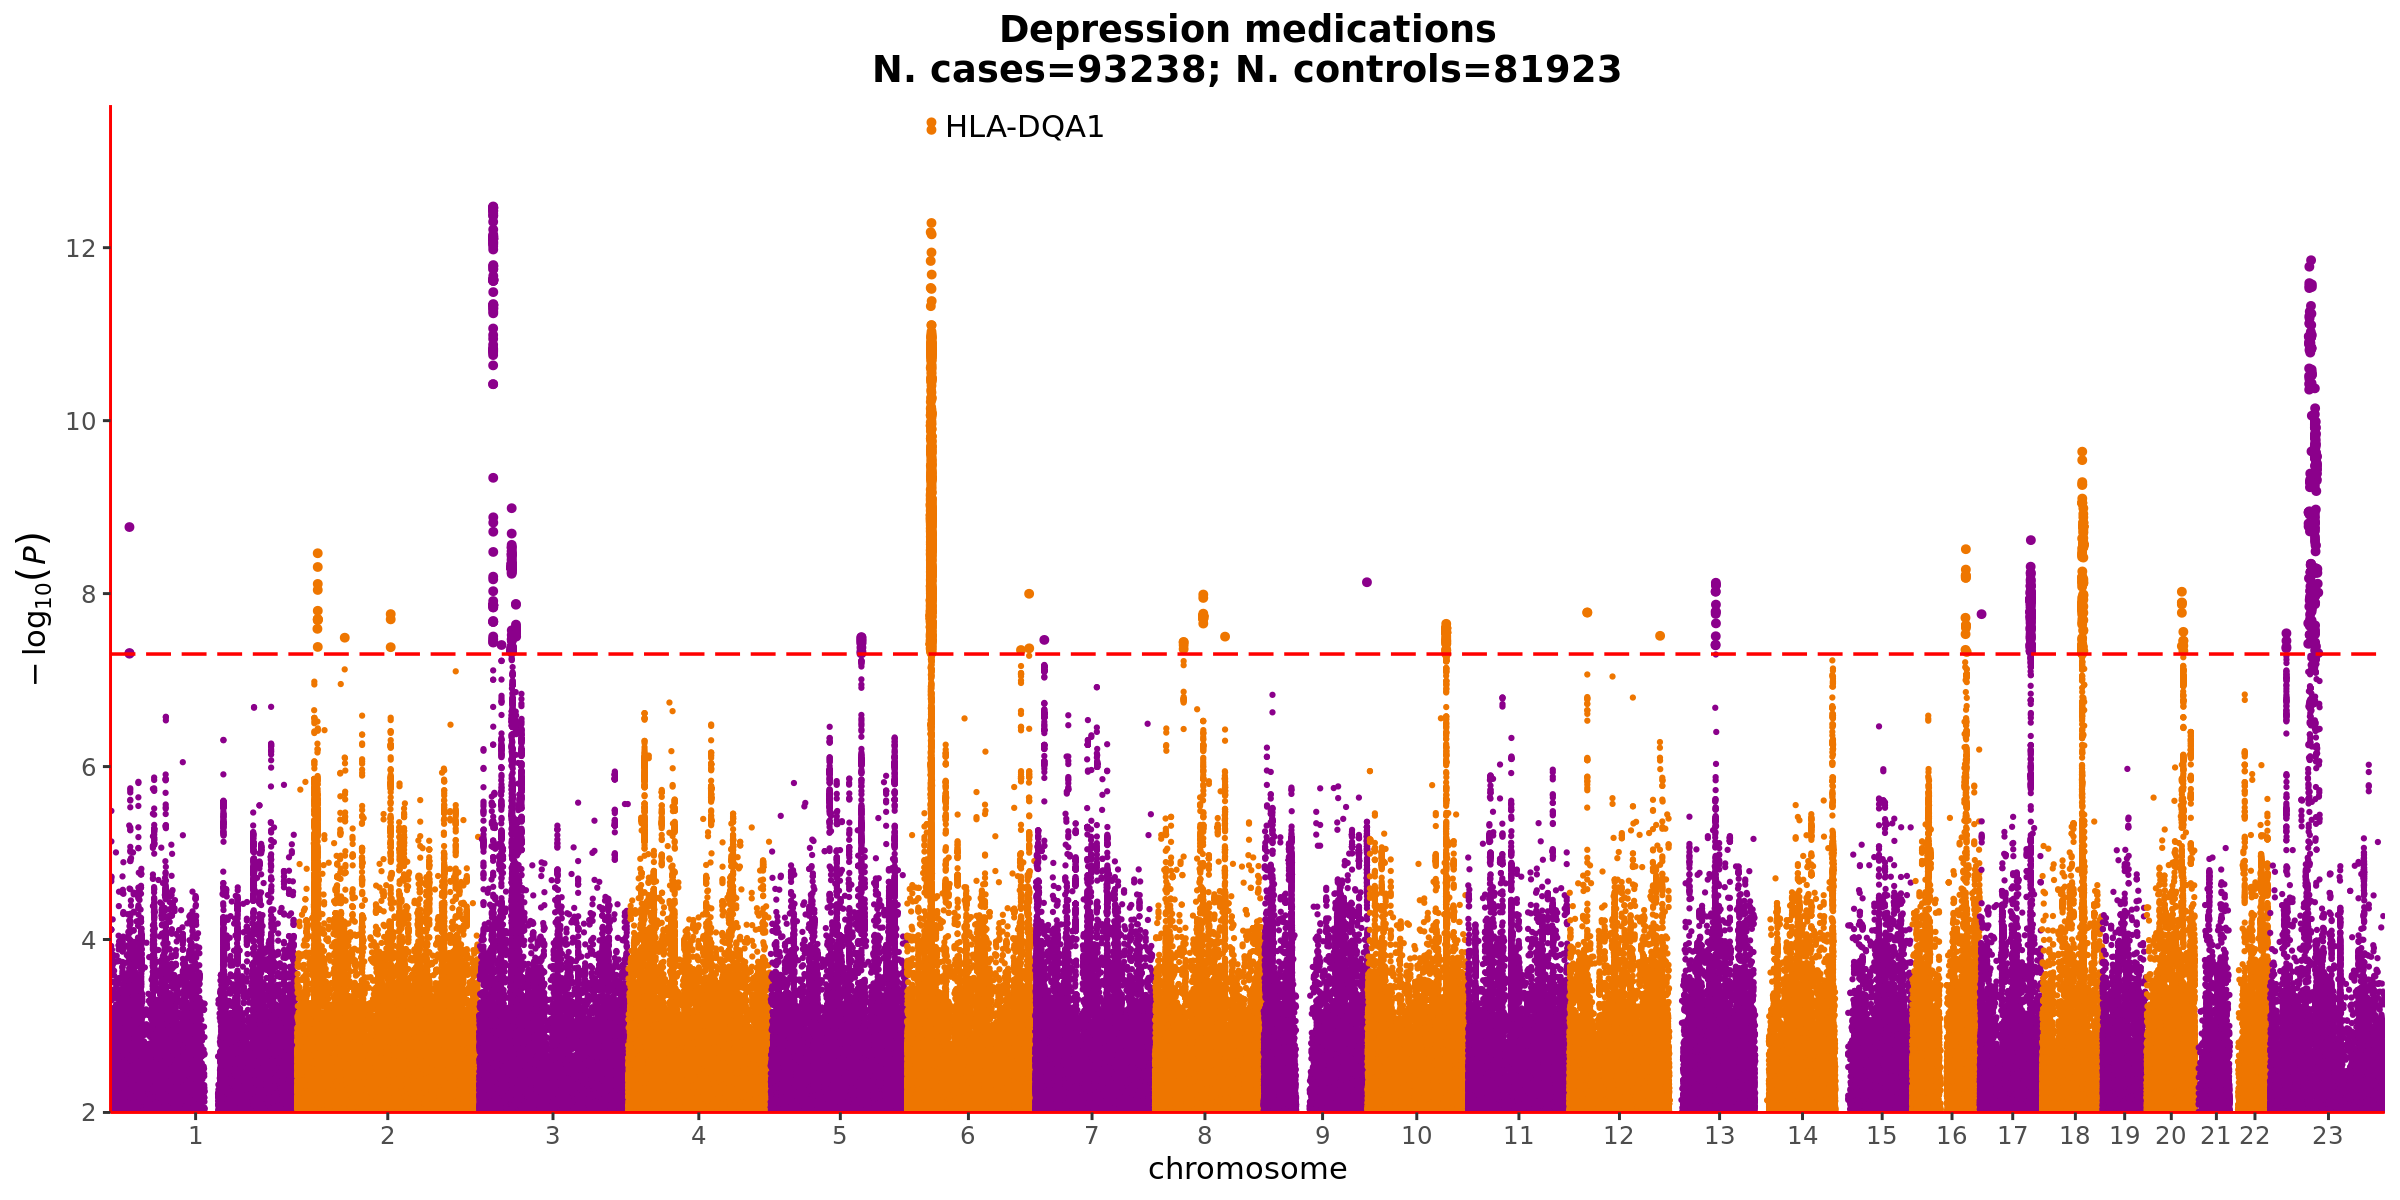 Depression medications
N. cases=93238; N. controls=81923
HLA-DQA1
−log10(P)
12
10
8
6
4
2
1 2 3 4 5 6 7 8 9 10 11 12 13 14 15 16 17 18 19 20 21 22 23
chromosome